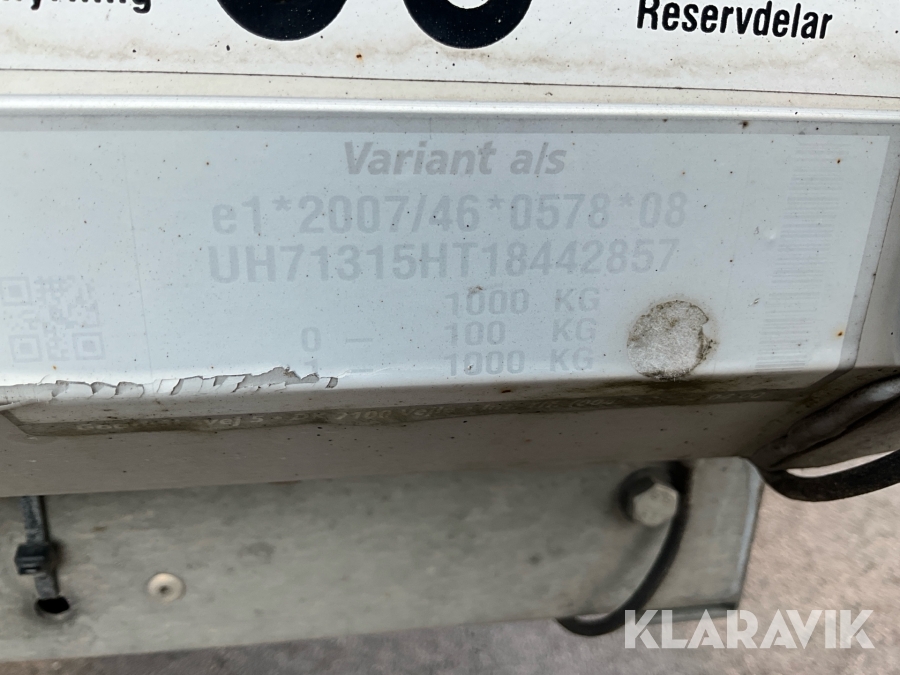 Reservdelar
Variant a/s
e1*2007/46*0578*08
UH71315HT18442857
1000 KG
0 – 100 KG
– 1000 KG
KLARAVIK